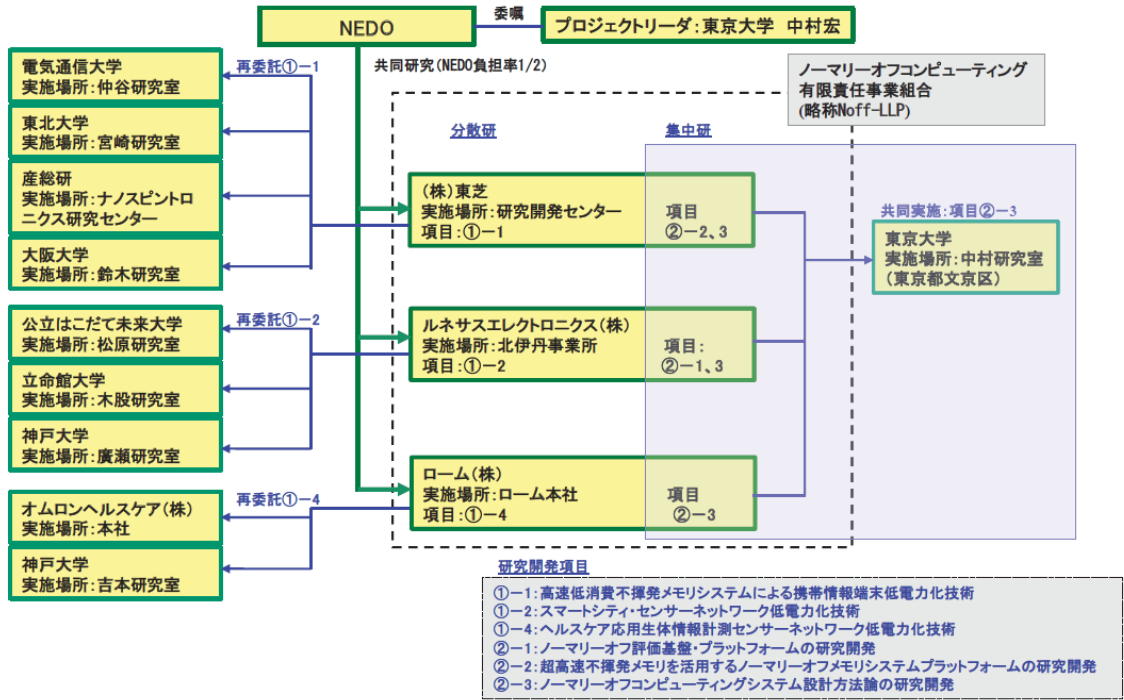 NEDO
委嘱
プロジェクトリーダ:東京大学 中村宏
共同研究(NEDO負担率1/2)
ノーマリーオフコンピューティング
有限責任事業組合
(略称Noff-LLP)
電気通信大学
実施場所:仲谷研究室
再委託①-1
東北大学
実施場所:宮崎研究室
産総研
実施場所:ナノスピントロ
ニクス研究センター
大阪大学
実施場所:鈴木研究室
公立はこだて未来大学
実施場所:松原研究室
再委託①-2
立命館大学
実施場所:木股研究室
神戸大学
実施場所:廣瀬研究室
オムロンヘルスケア(株)
実施場所:本社
再委託①-4
神戸大学
実施場所:吉本研究室
分散研
集中研
(株)東芝
実施場所:研究開発センター
項目:①-1
項目
②-2、3
ルネサスエレクトロニクス(株)
実施場所:北伊丹事業所
項目:①-2
項目:
②-1、3
ローム(株)
実施場所:ローム本社
項目:①-4
項目
②-3
共同実施:項目②-3
東京大学
実施場所:中村研究室
(東京都文京区)
研究開発項目
①-1:高速低消費不揮発メモリシステムによる携帯情報端末低電力化技術
①-2:スマートシティ・センサーネットワーク低電力化技術
①-4:ヘルスケア応用生体情報計測センサーネットワーク低電力化技術
②-1:ノーマリーオフ評価基盤・プラットフォームの研究開発
②-2:超高速不揮発メモリを活用するノーマリーオフメモリシステムプラットフォームの研究開発
②-3:ノーマリーオフコンピューティングシステム設計方法論の研究開発